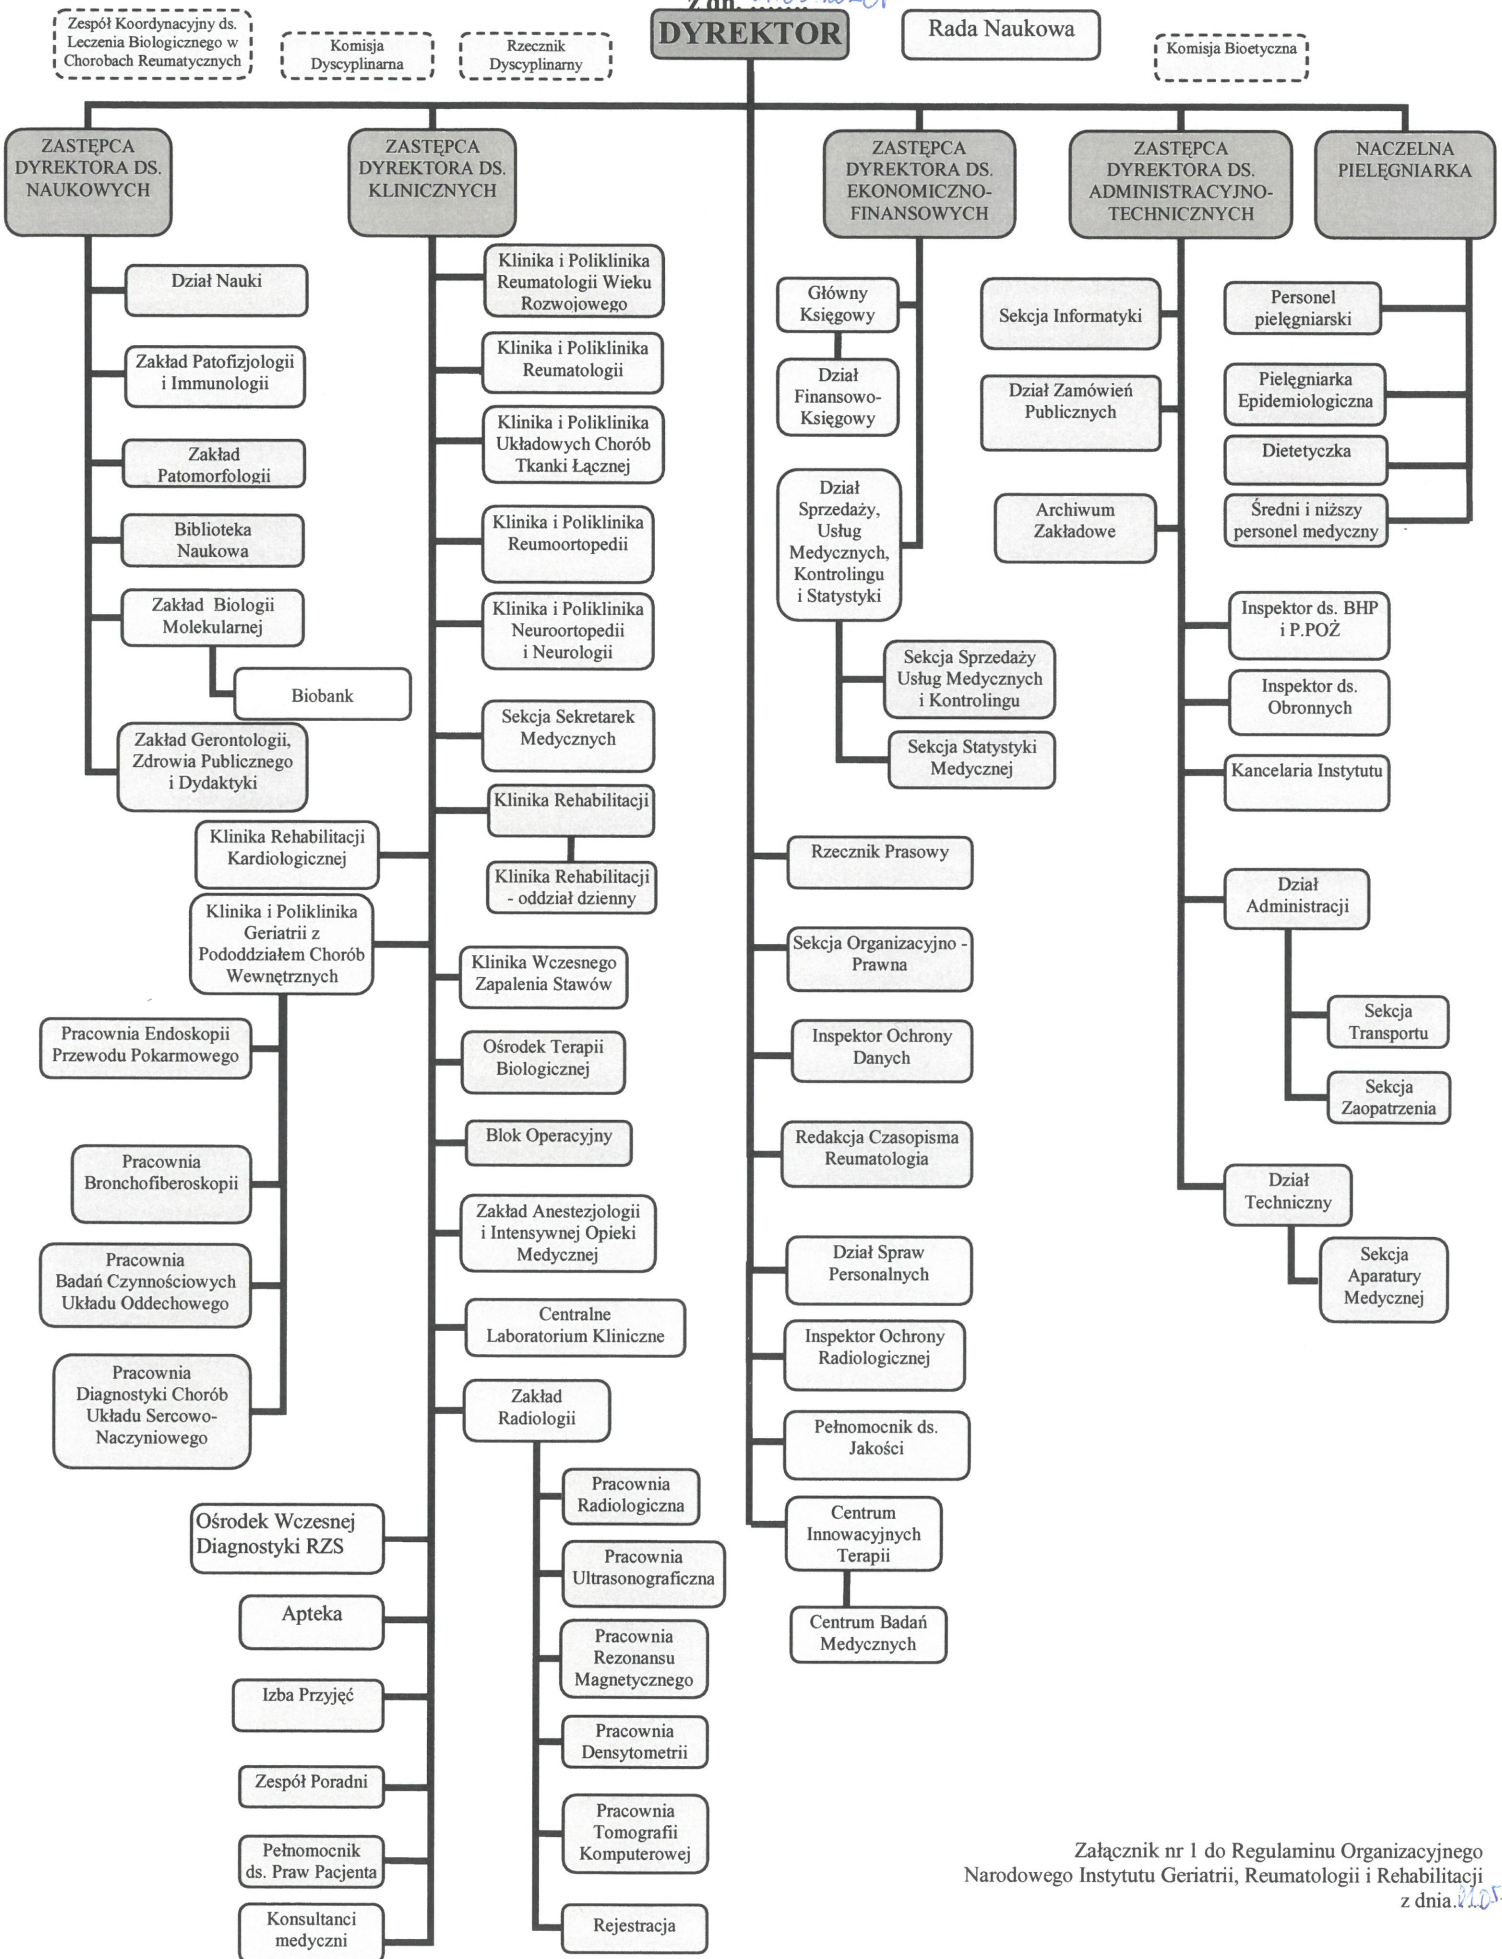 Z dn.
Zespół Koordynacyjny ds.
Leczenia Biologicznego w
Chorobach Reumatycznych
Komisja
Dyscyplinarna
Rzecznik
Dyscyplinarny
DYREKTOR
Rada Naukowa
Komisja Bioetyczna
ZASTĘPCA
DYREKTORA DS.
NAUKOWYCH
ZASTĘPCA
DYREKTORA DS.
KLINICZNYCH
ZASTĘPCA
DYREKTORA DS.
EKONOMICZNO-
FINANSOWYCH
ZASTĘPCA
DYREKTORA DS.
ADMINISTRACYJNO-
TECHNICZNYCH
NACZELNA
PIELĘGNIARKA
Dział Nauki
Zakład Patofizjologii
i Immunologii
Zakład
Patomorfologii
Biblioteka
Naukowa
Zakład Biologii
Molekularnej
Biobank
Zakład Gerontologii,
Zdrowia Publicznego
i Dydaktyki
Klinika i Poliklinika
Reumatologii Wieku
Rozwojowego
Klinika i Poliklinika
Reumatologii
Klinika i Poliklinika
Układowych Chorób
Tkanki Łącznej
Klinika i Poliklinika
Reumoortopedii
Klinika i Poliklinika
Neuroortopedii
i Neurologii
Sekcja Sekretarek
Medycznych
Klinika Rehabilitacji
Klinika Rehabilitacji
- oddział dzienny
Klinika Rehabilitacji
Kardiologicznej
Klinika i Poliklinika
Geriatrii z
Pododdziałem Chorób
Wewnętrznych
Pracownia Endoskopii
Przewodu Pokarmowego
Pracownia
Bronchofiberoskopii
Pracownia
Badań Czynnościowych
Układu Oddechowego
Pracownia
Diagnostyki Chorób
Układu Sercowo-
Naczyniowego
Klinika Wczesnego
Zapalenia Stawów
Ośrodek Terapii
Biologicznej
Blok Operacyjny
Zakład Anestezjologii
i Intensywnej Opieki
Medycznej
Centralne
Laboratorium Kliniczne
Zakład
Radiologii
Pracownia
Radiologiczna
Pracownia
Ultrasonograficzna
Pracownia
Rezonansu
Magnetycznego
Pracownia
Densytometrii
Pracownia
Tomografii
Komputerowej
Rejestracja
Ośrodek Wczesnej
Diagnostyki RZS
Apteka
Izba Przyjęć
Zespół Poradni
Pełnomocnik
ds. Praw Pacjenta
Konsultanci
medyczni
Główny
Księgowy
Dział
Finansowo-
Księgowy
Dział
Sprzedaży,
Usług
Medycznych,
Kontrolingu
i Statystyki
Sekcja Sprzedaży
Usług Medycznych
i Kontrolingu
Sekcja Statystyki
Medycznej
Rzecznik Prasowy
Sekcja Organizacyjno -
Prawna
Inspektor Ochrony
Danych
Redakcja Czasopisma
Reumatologia
Dział Spraw
Personalnych
Inspektor Ochrony
Radiologicznej
Pełnomocnik ds.
Jakości
Centrum
Innowacyjnych
Terapii
Centrum Badań
Medycznych
Sekcja Informatyki
Dział Zamówień
Publicznych
Archiwum
Zakładowe
Inspektor ds. BHP
i P.POŻ
Inspektor ds.
Obronnych
Kancelaria Instytutu
Dział
Administracji
Sekcja
Transportu
Sekcja
Zaopatrzenia
Dział
Techniczny
Sekcja
Aparatury
Medycznej
Personel
pielęgniarski
Pielęgniarka
Epidemiologiczna
Dietetyczka
Średni i niższy
personel medyczny
Załącznik nr 1 do Regulaminu Organizacyjnego
Narodowego Instytutu Geriatrii, Reumatologii i Rehabilitacji
z dnia